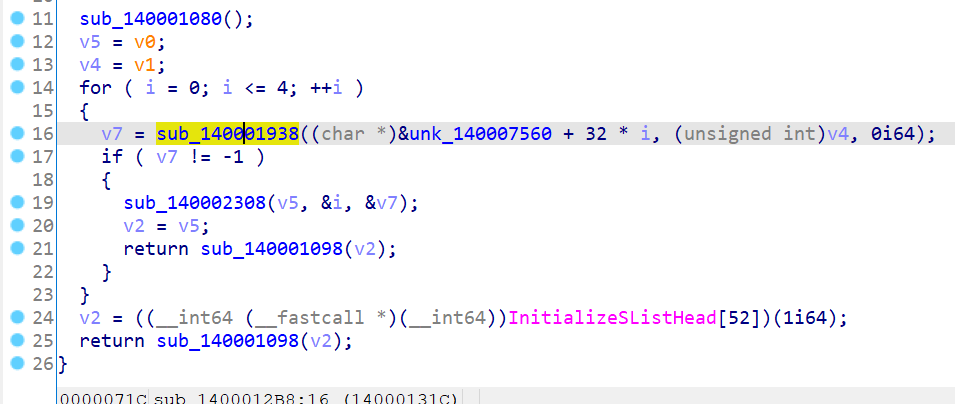 11 sub_140001080();
12 v5 = v0;
13 v4 = v1;
14 for ( i = 0; i <= 4; ++i )
15 {
16 v7 = sub_140001938((char *)&unk_140007560 + 32 * i, (unsigned int)v4, 0i64);
17 if ( v7 != -1 )
18 {
19 sub_140002308(v5, &i, &v7);
20 v2 = v5;
21 return sub_140001098(v2);
22 }
23 }
24 v2 = ((__int64 (__fastcall *)(__int64))InitializeSListHead[52])(1i64);
25 return sub_140001098(v2);
26 }
0000071C sub_1400012B8:16 (14000131C)